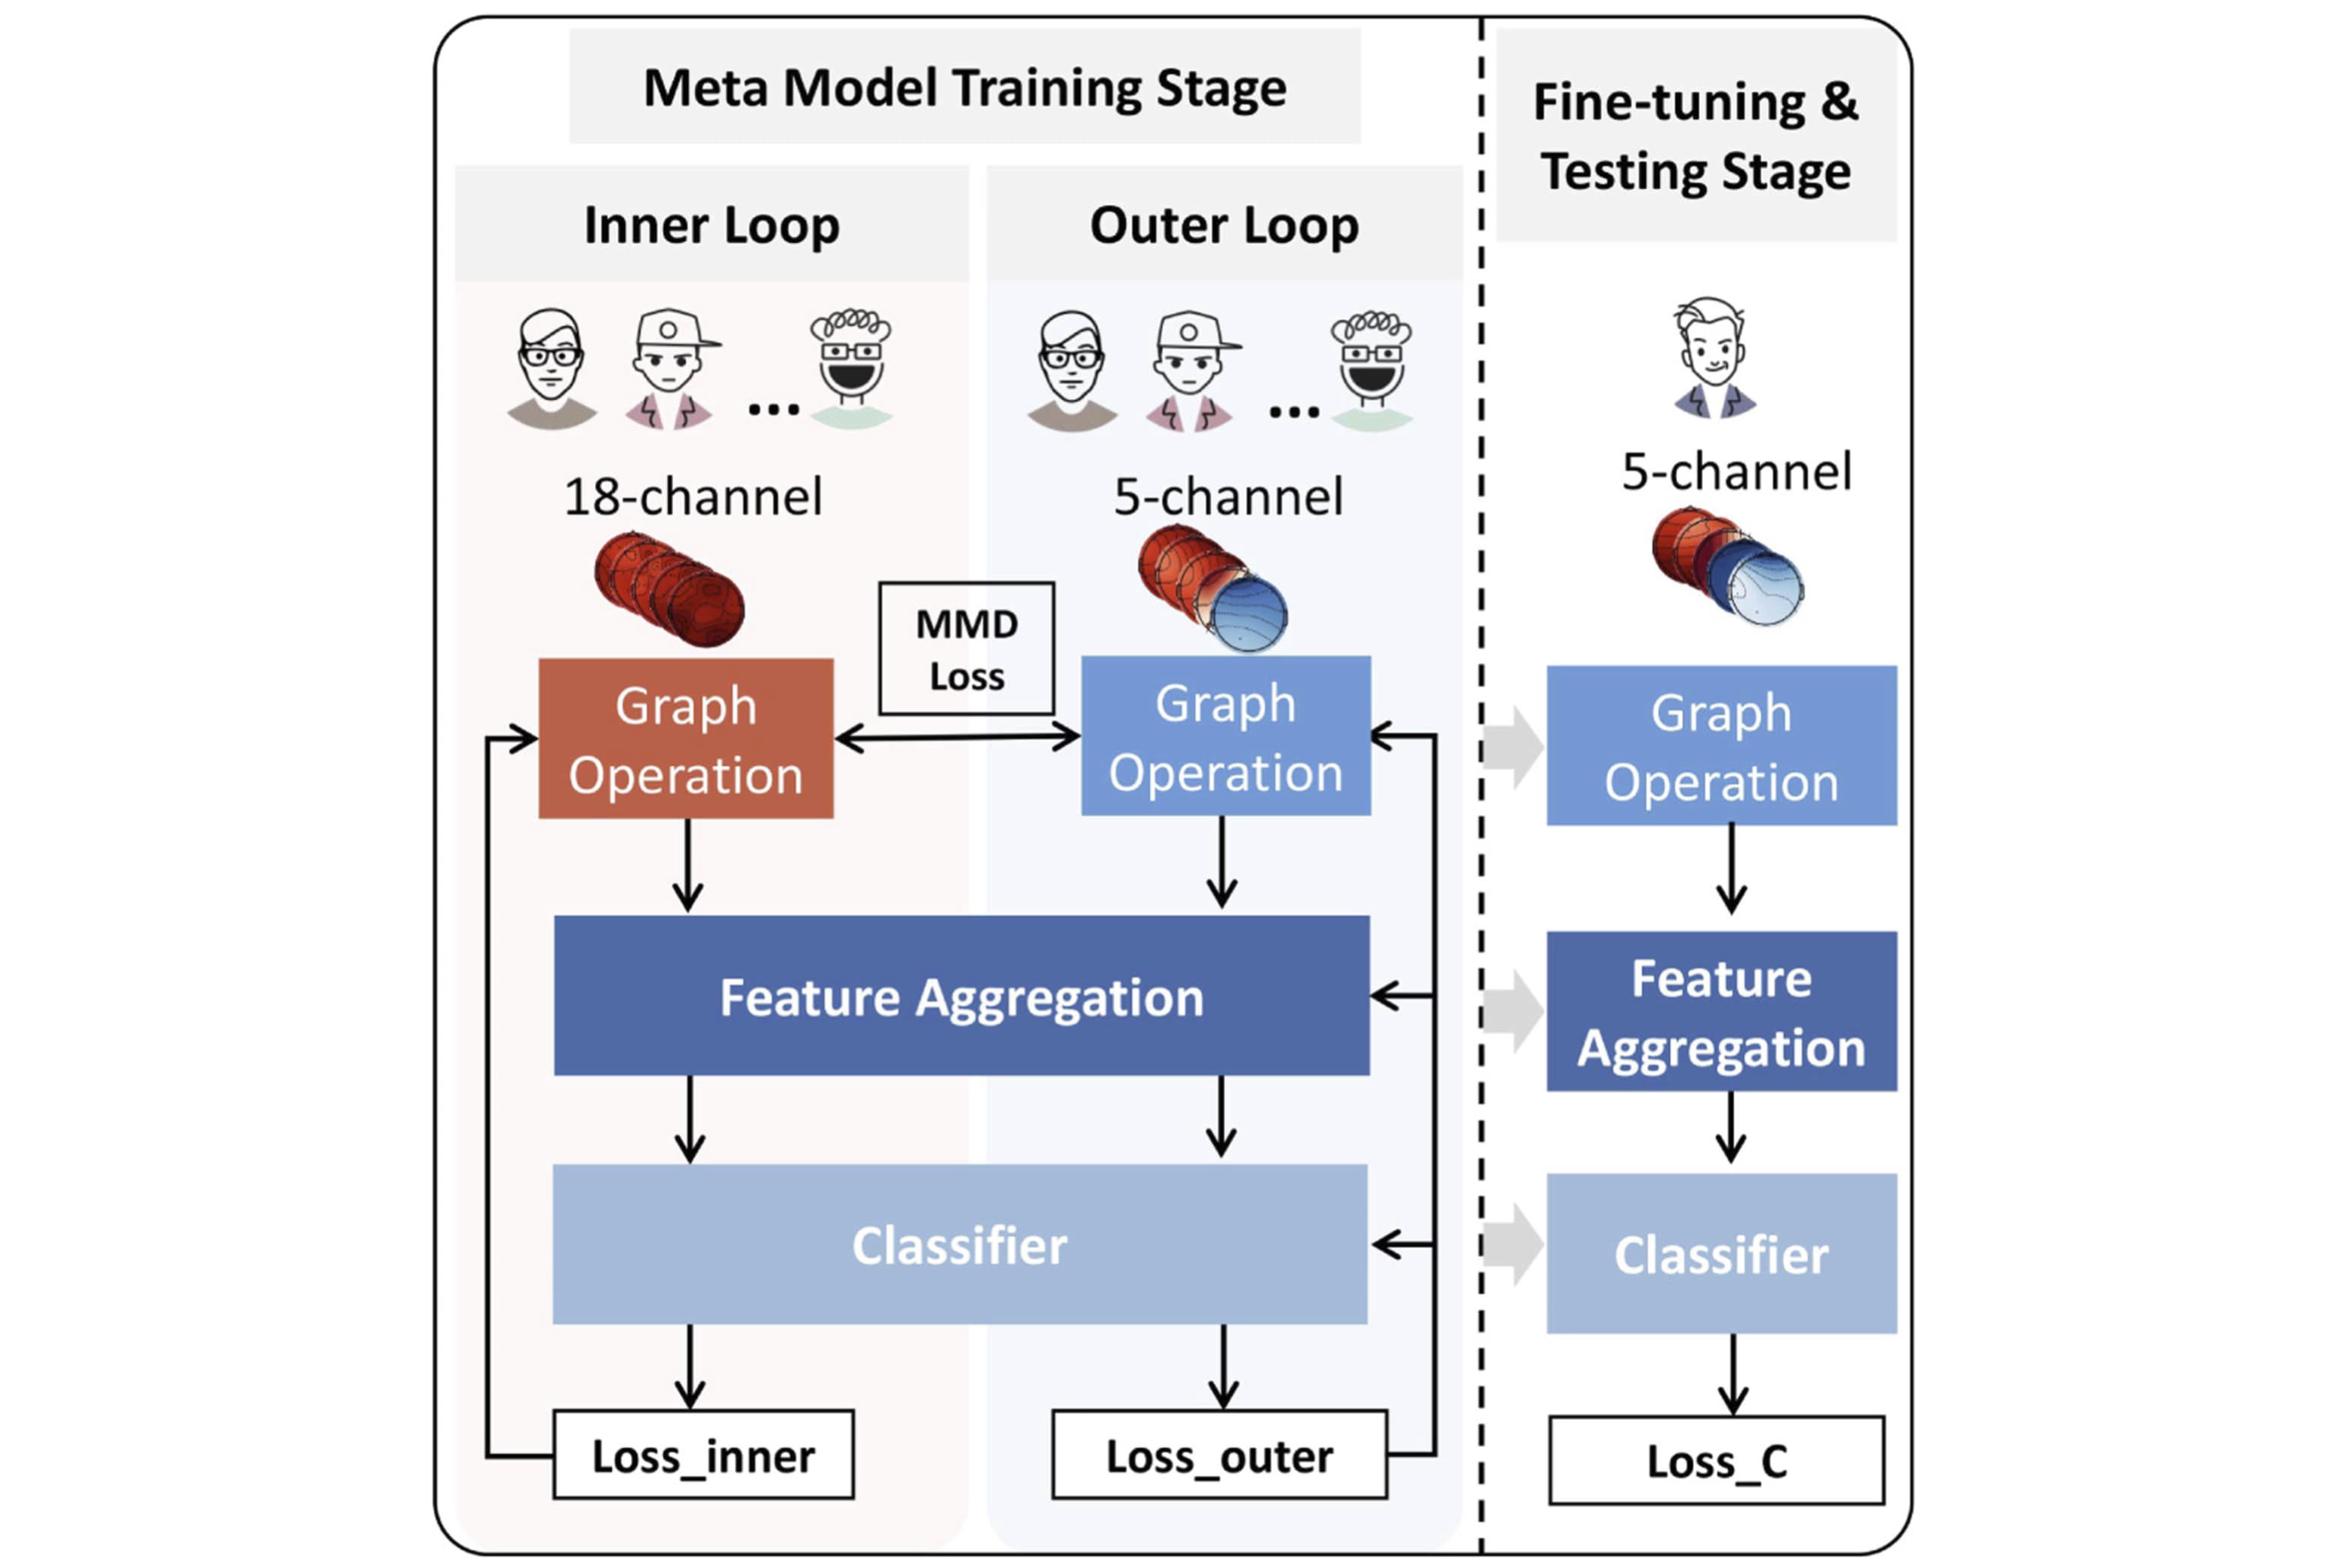 Meta Model Training Stage
Fine-tuning &
Testing Stage
Inner Loop
Outer Loop
18-channel
5-channel
5-channel
MMD
Loss
Graph
Operation
Graph
Operation
Graph
Operation
Feature Aggregation
Feature
Aggregation
Classifier
Classifier
Loss_inner
Loss_outer
Loss_C